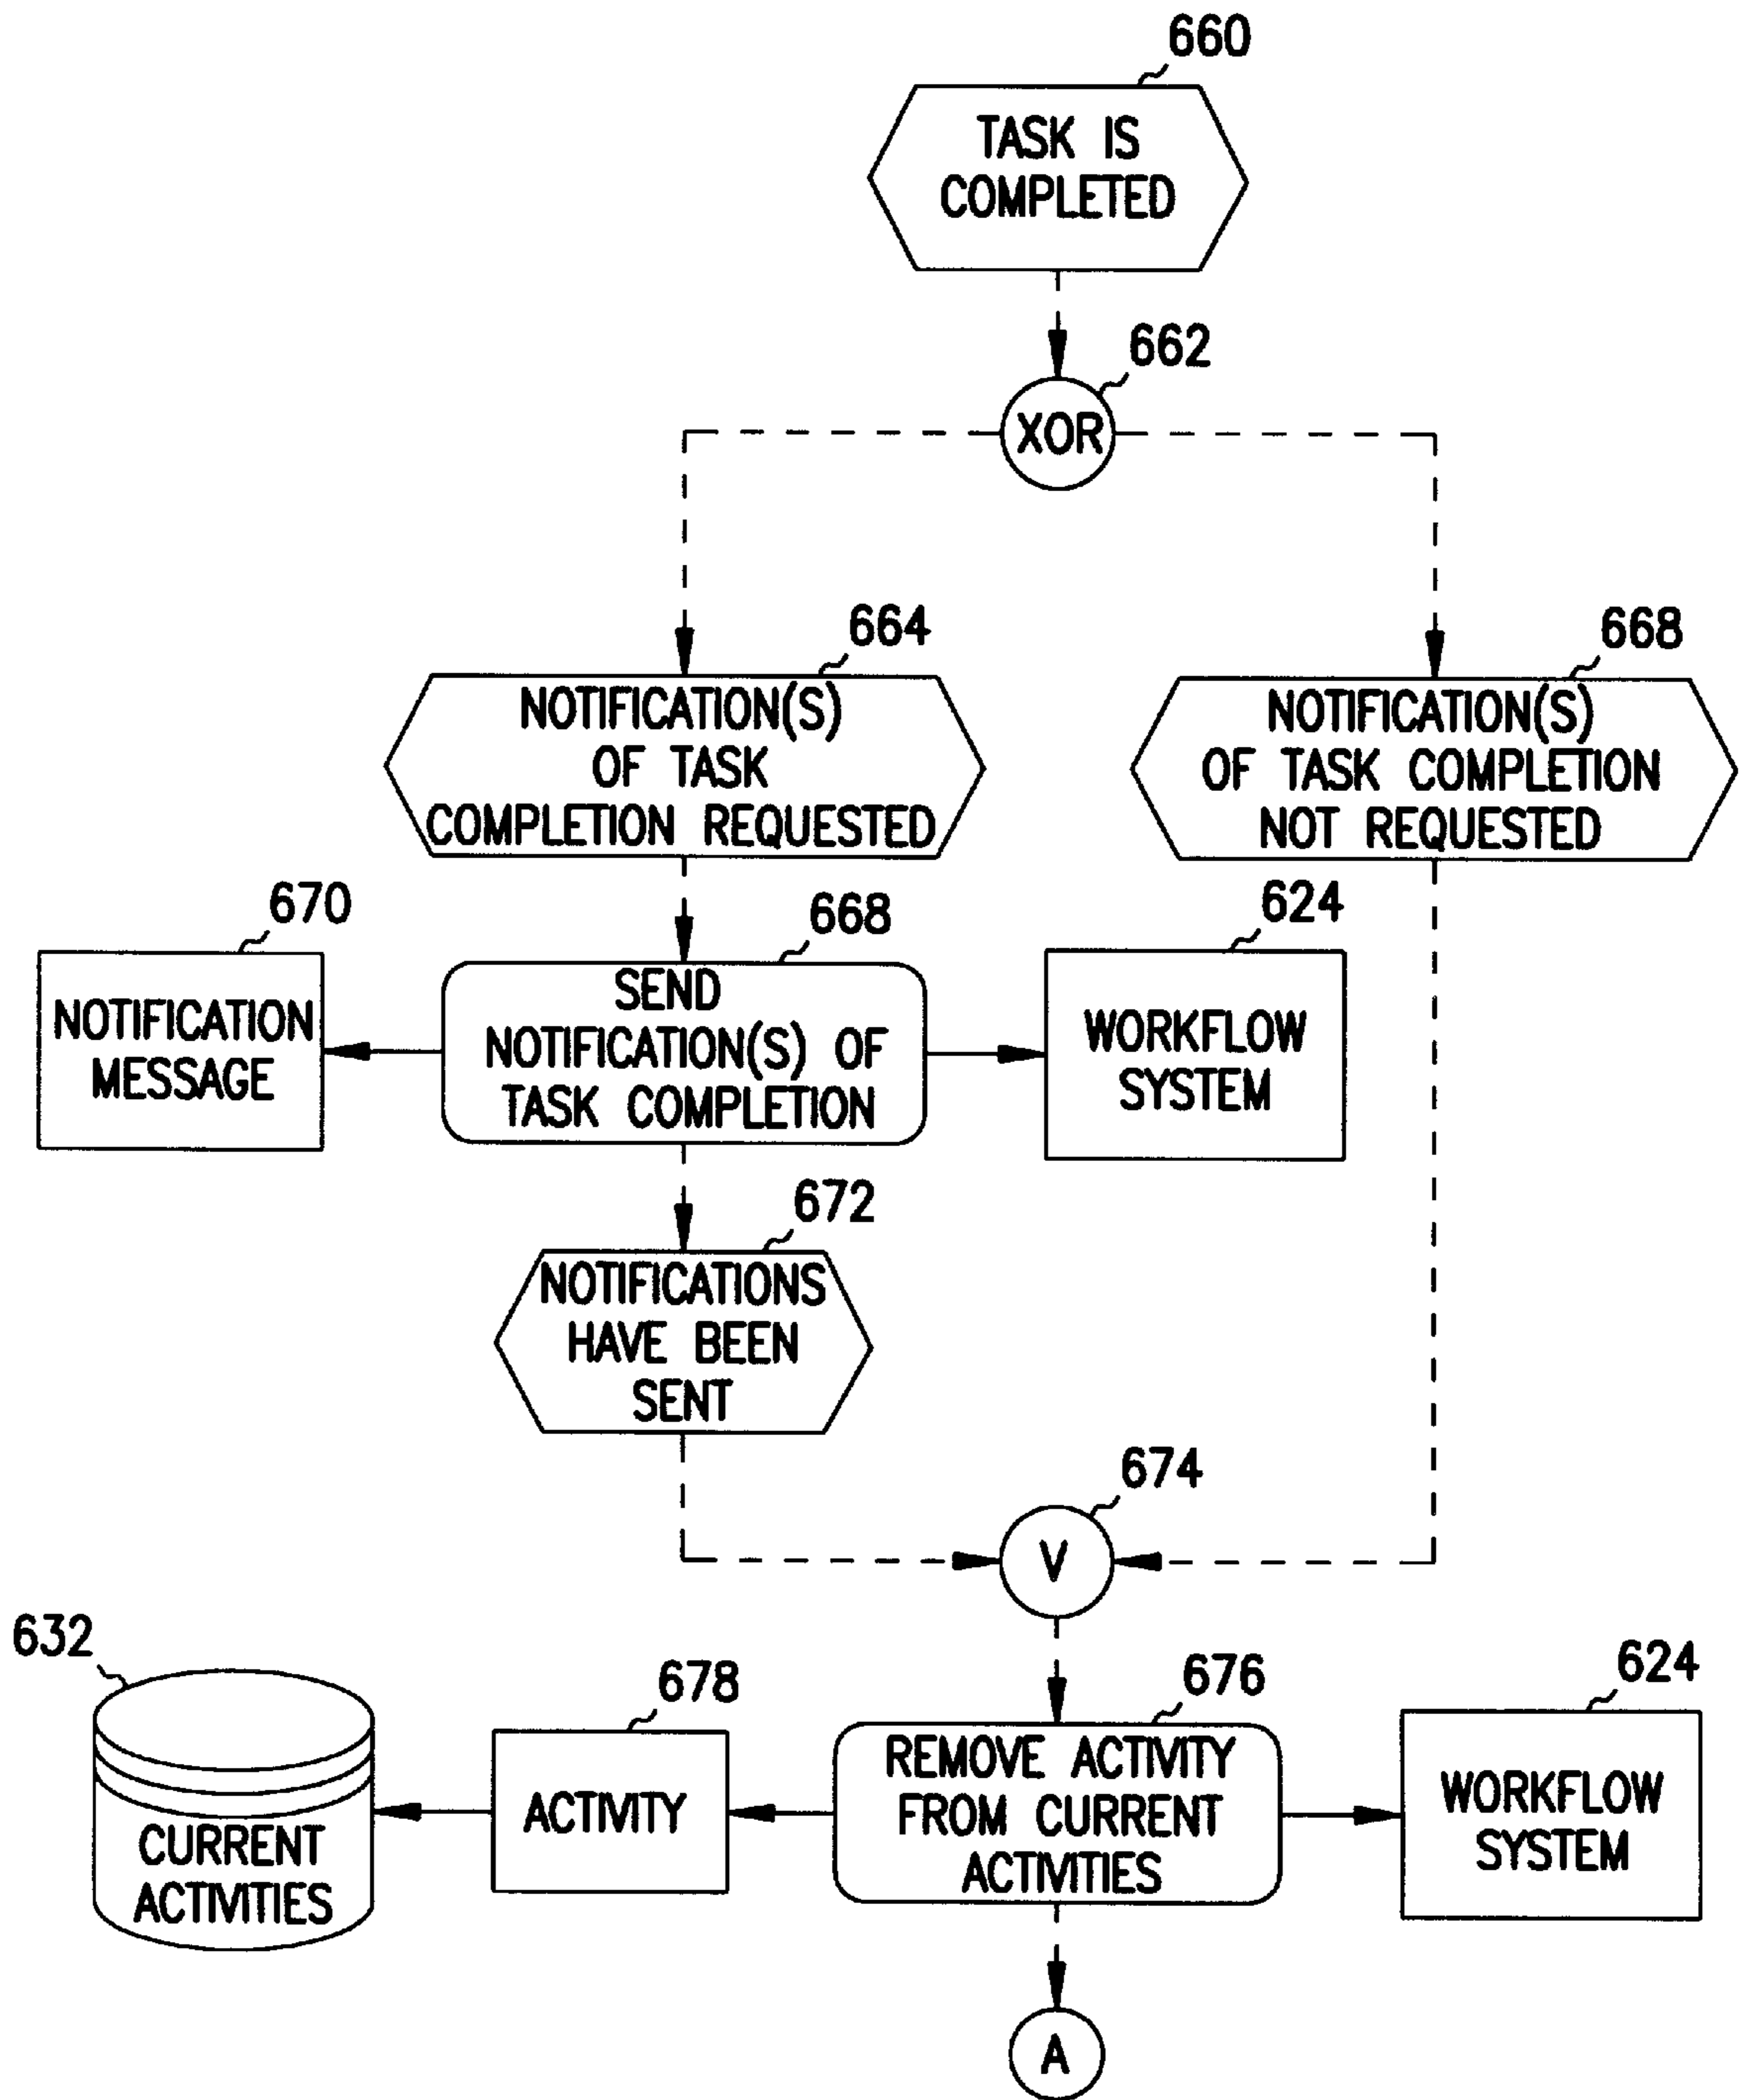 660
TASK IS
COMPLETED
662
XOR
664
NOTIFICATION(S)
OF TASK
COMPLETION REQUESTED
668
NOTIFICATION(S)
OF TASK COMPLETION
NOT REQUESTED
670
NOTIFICATION
MESSAGE
668
SEND
NOTIFICATION(S) OF
TASK COMPLETION
624
WORKFLOW
SYSTEM
672
NOTIFICATIONS
HAVE BEEN
SENT
674
V
632
CURRENT
ACTIVITIES
678
ACTIVITY
676
REMOVE ACTIVITY
FROM CURRENT
ACTIVITIES
624
WORKFLOW
SYSTEM
A